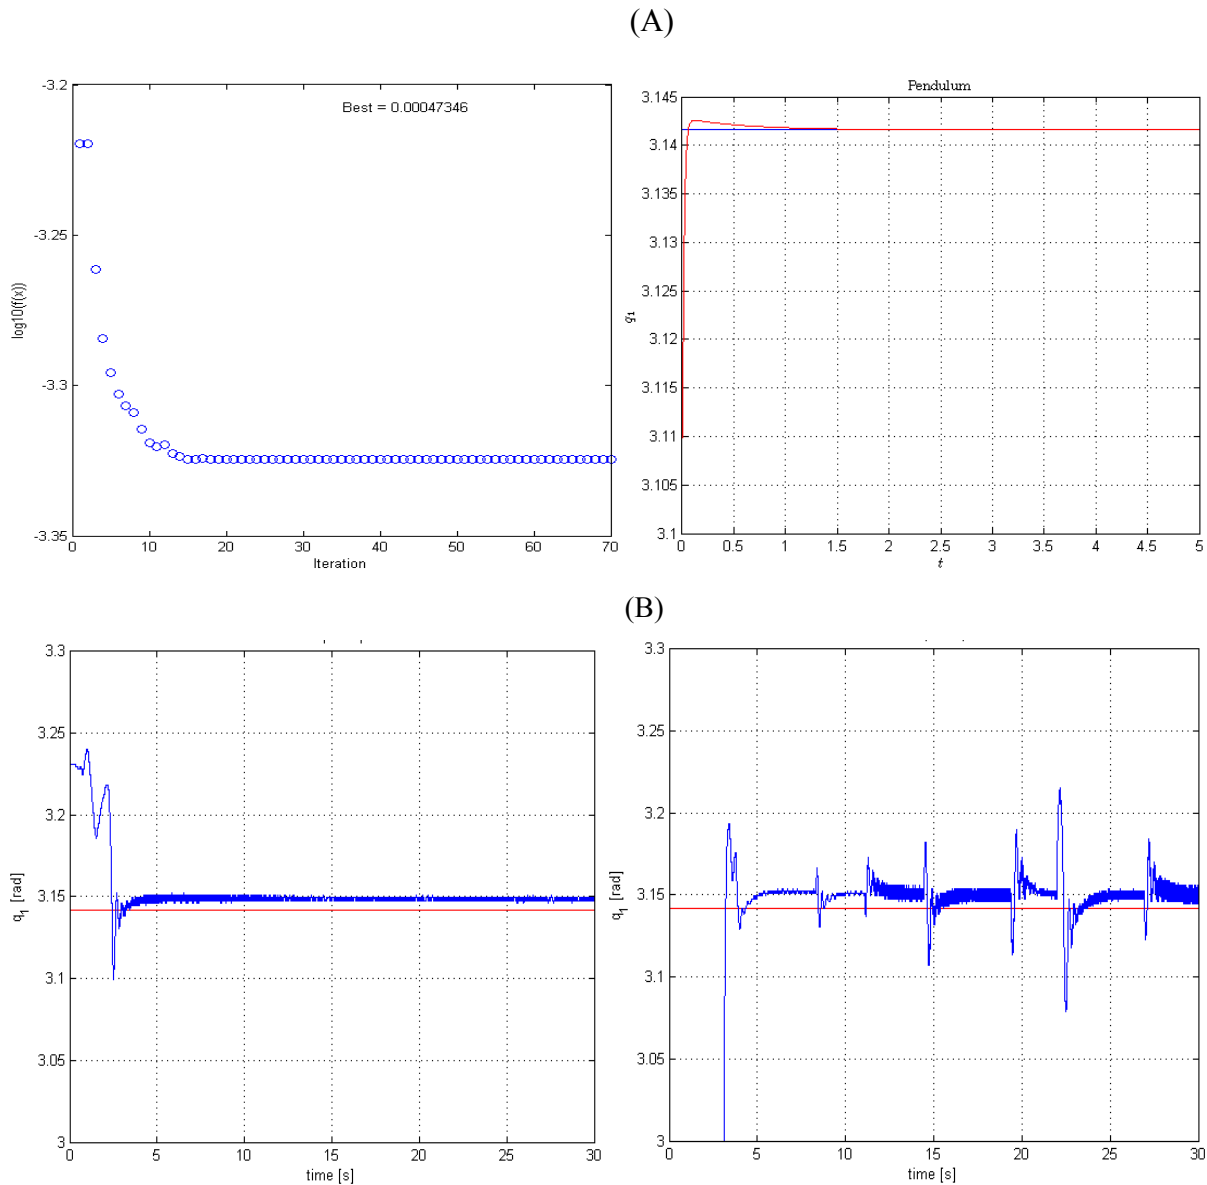 (A)
-3.2
-3.25
-3.3
-3.35
log10(f(x))
Best = 0.00047346
0 10 20 30 40 50 60 70
Iteration
Pendulum
3.145
3.14
3.135
3.13
3.125
3.12
3.115
3.11
3.105
3.1
q1
0 0.5 1 1.5 2 2.5 3 3.5 4 4.5 5
t
(B)
3.3
3.25
3.2
3.15
3.1
3.05
3
q1 [rad]
0 5 10 15 20 25 30
time [s]
3.3
3.25
3.2
3.15
3.1
3.05
3
q1 [rad]
0 5 10 15 20 25 30
time [s]